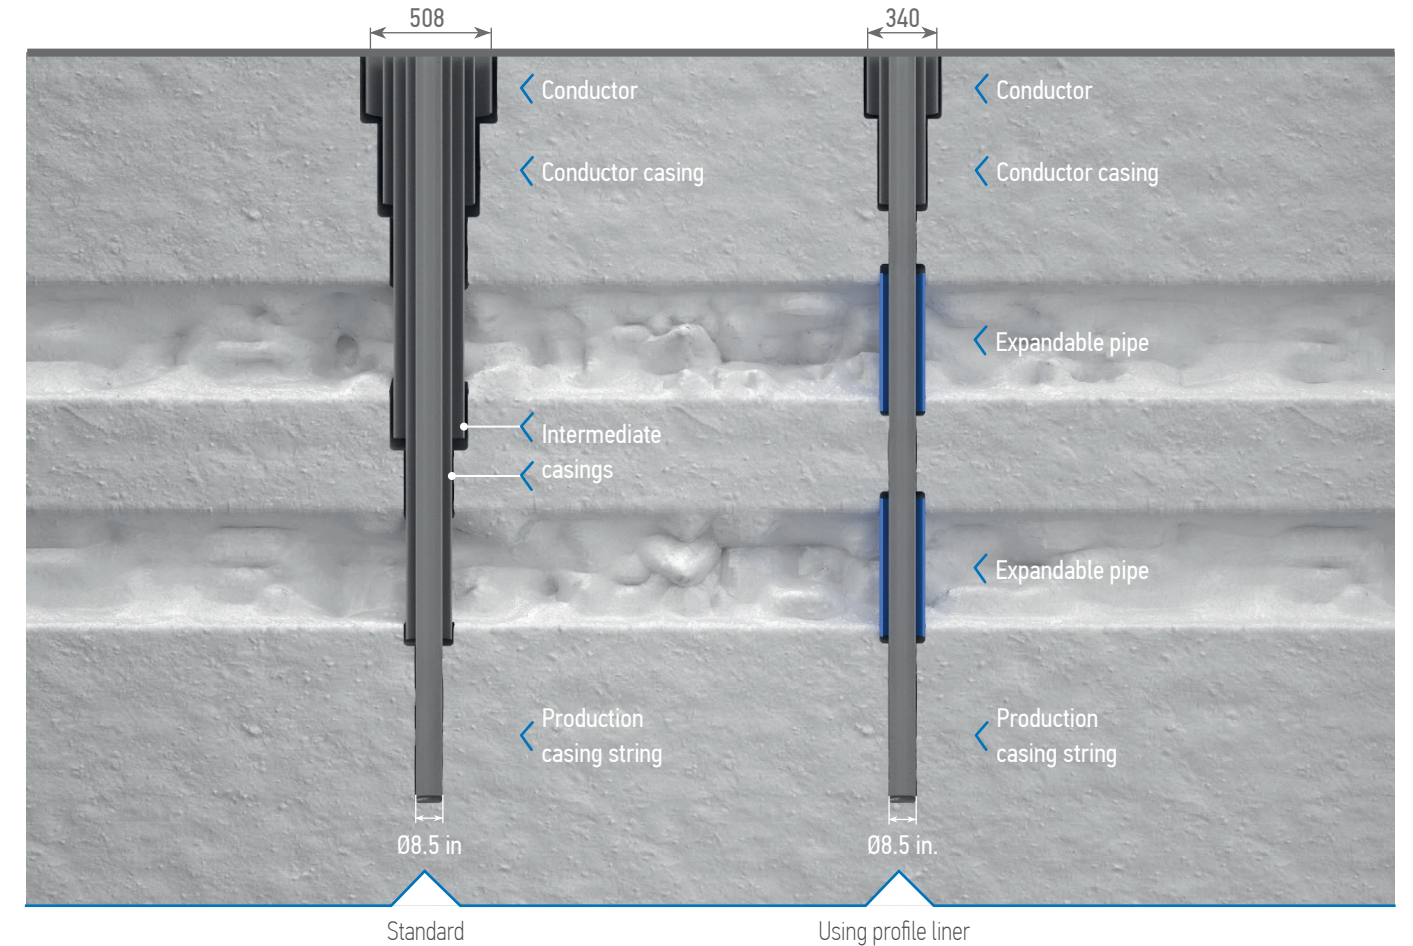 508
340
Conductor
Conductor
Conductor casing
Conductor casing
Expandable pipe
Intermediate
casings
Expandable pipe
Production
casing string
Production
casing string
Ø8.5 in
Ø8.5 in.
Standard
Using profile liner